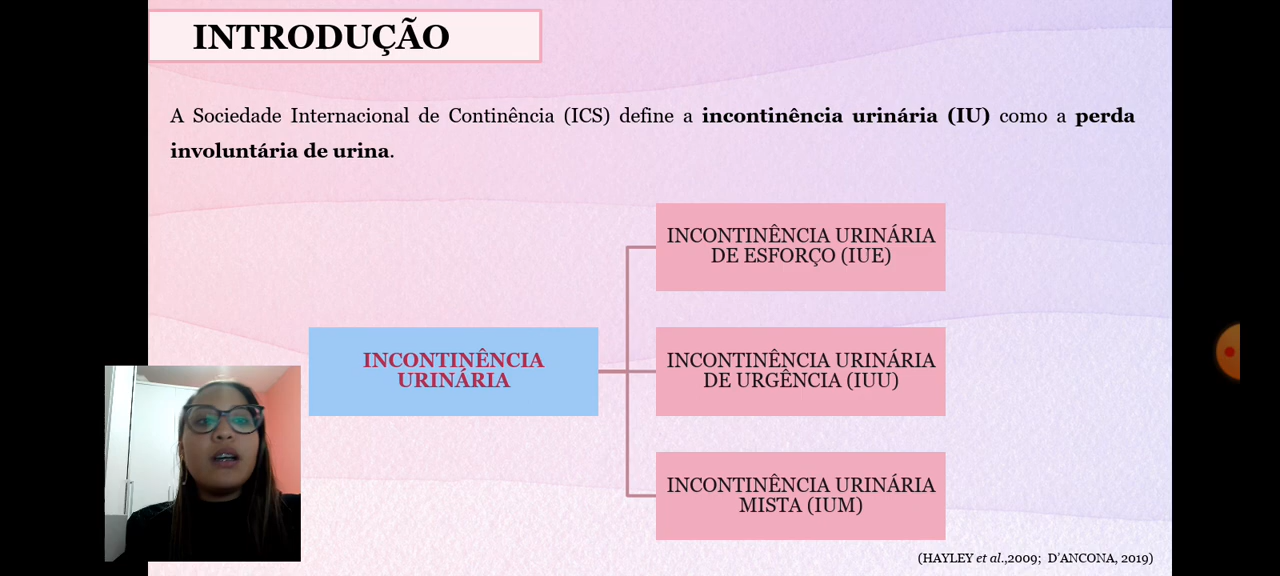 INTRODUÇÃO
A Sociedade Internacional de Continência (ICS) define a incontinência urinária (IU) como a perda
involuntária de urina.
INCONTINÊNCIA URINÁRIA
DE ESFORÇO (IUE)
INCONTINÊNCIA
URINÁRIA
INCONTINÊNCIA URINÁRIA
DE URGÊNCIA (IUU)
INCONTINÊNCIA URINÁRIA
MISTA (IUM)
(HAYLEY et al.,2009; D’ANCONA, 2019)